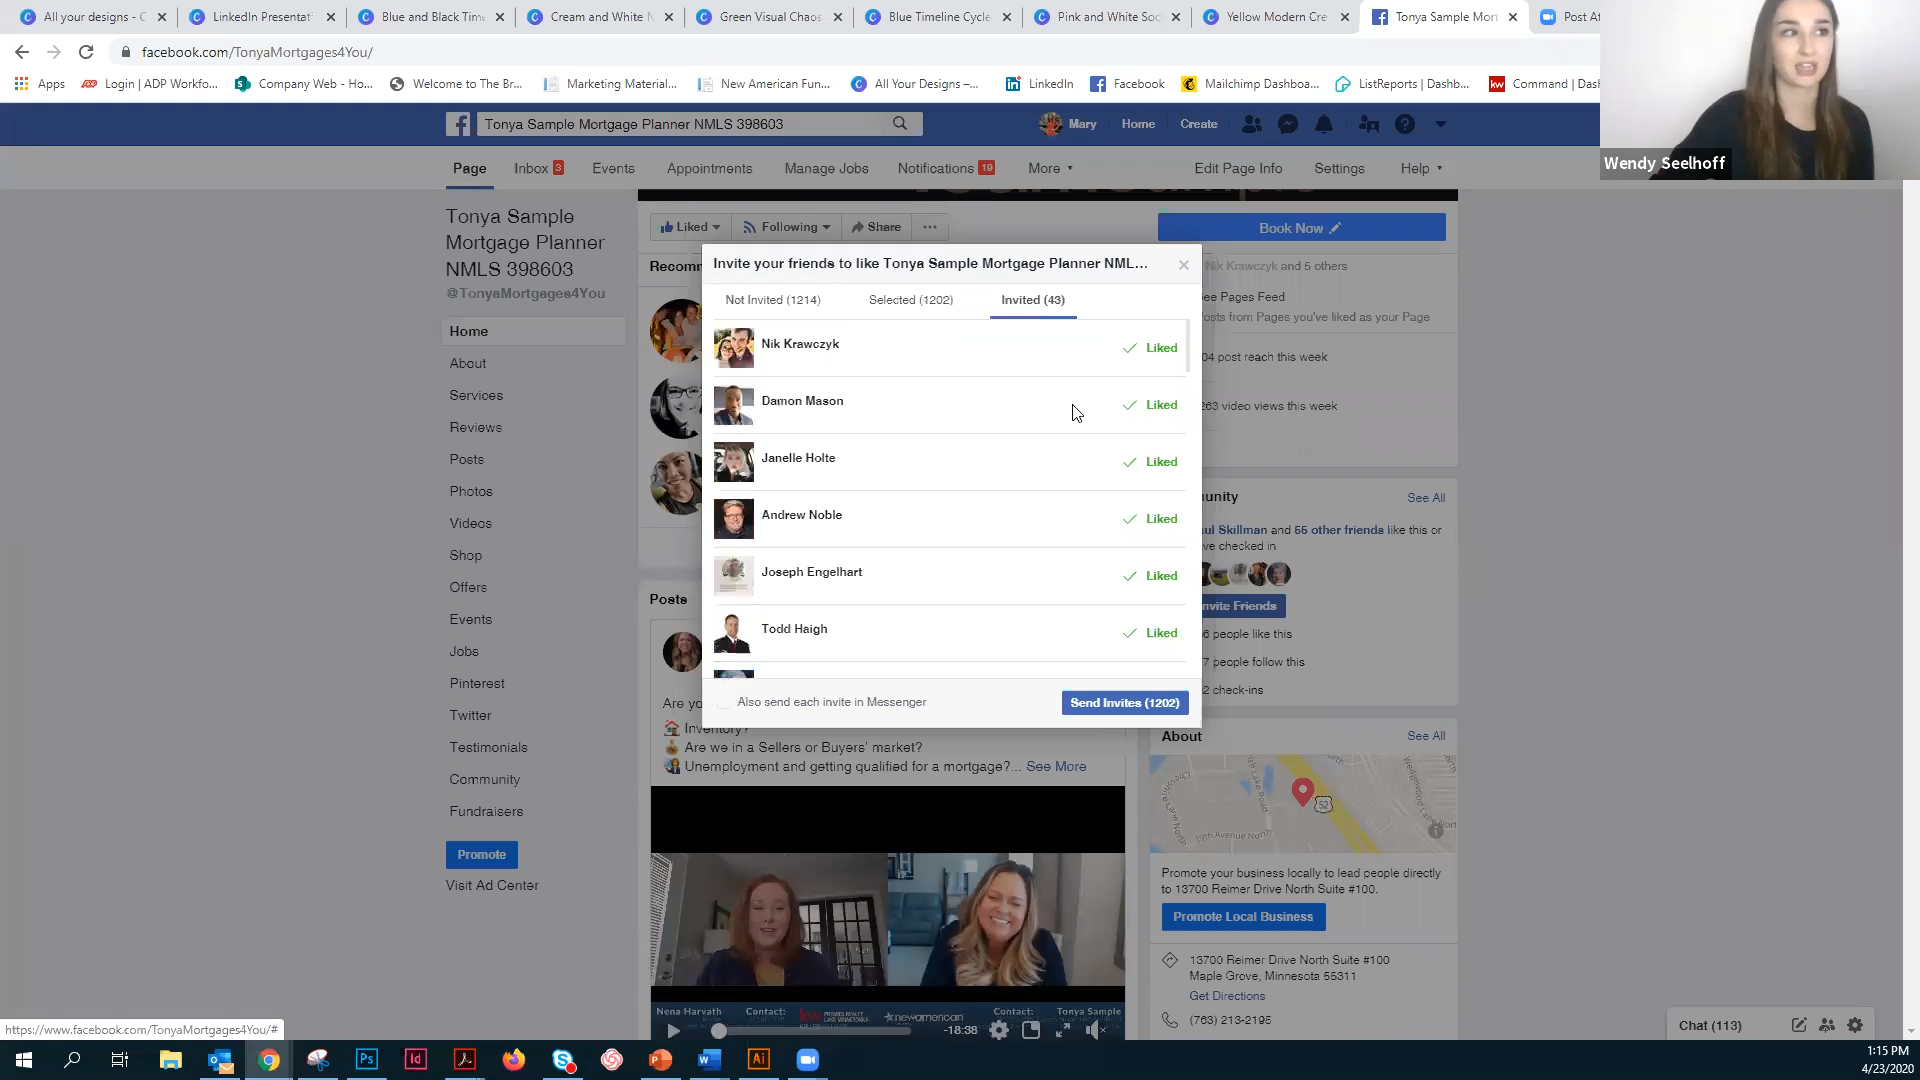 All your designs - C
LinkedIn Presentat
Blue and Black Time
Cream and White N
Green Visual Chaos
Blue Timeline Cycle
Pink and White Soc
Yellow Modern Cre
Tonya Sample Mor
Post At
facebook.com/TonyaMortgages4You/
Apps
Login | ADP Workfo...
Company Web - Ho...
Welcome to The Br...
Marketing Material...
New American Fun...
All Your Designs –...
LinkedIn
Facebook
Mailchimp Dashboa...
ListReports | Dashb...
Command | Das
Wendy Seelhoff
Tonya Sample Mortgage Planner NMLS 398603
Mary
Home
Create
Page
Inbox 3
Events
Appointments
Manage Jobs
Notifications 19
More
Edit Page Info
Settings
Help
Tonya Sample
Mortgage Planner
NMLS 398603
@TonyaMortgages4You
Home
About
Services
Reviews
Posts
Photos
Videos
Shop
Offers
Events
Jobs
Pinterest
Twitter
Testimonials
Community
Fundraisers
Promote
Visit Ad Center
Liked
Following
Share
Book Now
Recomm
Invite your friends to like Tonya Sample Mortgage Planner NML...
Not Invited (1214)
Selected (1202)
Invited (43)
Nik Krawczyk
Liked
Damon Mason
Liked
Janelle Holte
Liked
Andrew Noble
Liked
Joseph Engelhart
Liked
Todd Haigh
Liked
Also send each invite in Messenger
Send Invites (1202)
Nik Krawczyk and 5 others
ee Pages Feed
osts from Pages you've liked as your Page
04 post reach this week
263 video views this week
unity
See All
ul Skillman and 55 other friends like this or
ve checked in
nvite Friends
6 people like this
7 people follow this
2 check-ins
Posts
Are yo
Inventory?
Are we in a Sellers or Buyers' market?
Unemployment and getting qualified for a mortgage?... See More
Nena Harvath
Contact:
kw
newamerican
Contact:
Tonya Sample
-18:38
About
See All
52
19th Avenue North
Promote your business locally to lead people directly
to 13700 Reimer Drive North Suite #100.
Promote Local Business
13700 Reimer Drive North Suite #100
Maple Grove, Minnesota 55311
Get Directions
(763) 213-2195
Chat (113)
https://www.facebook.com/TonyaMortgages4You/#
1:15 PM
4/23/2020